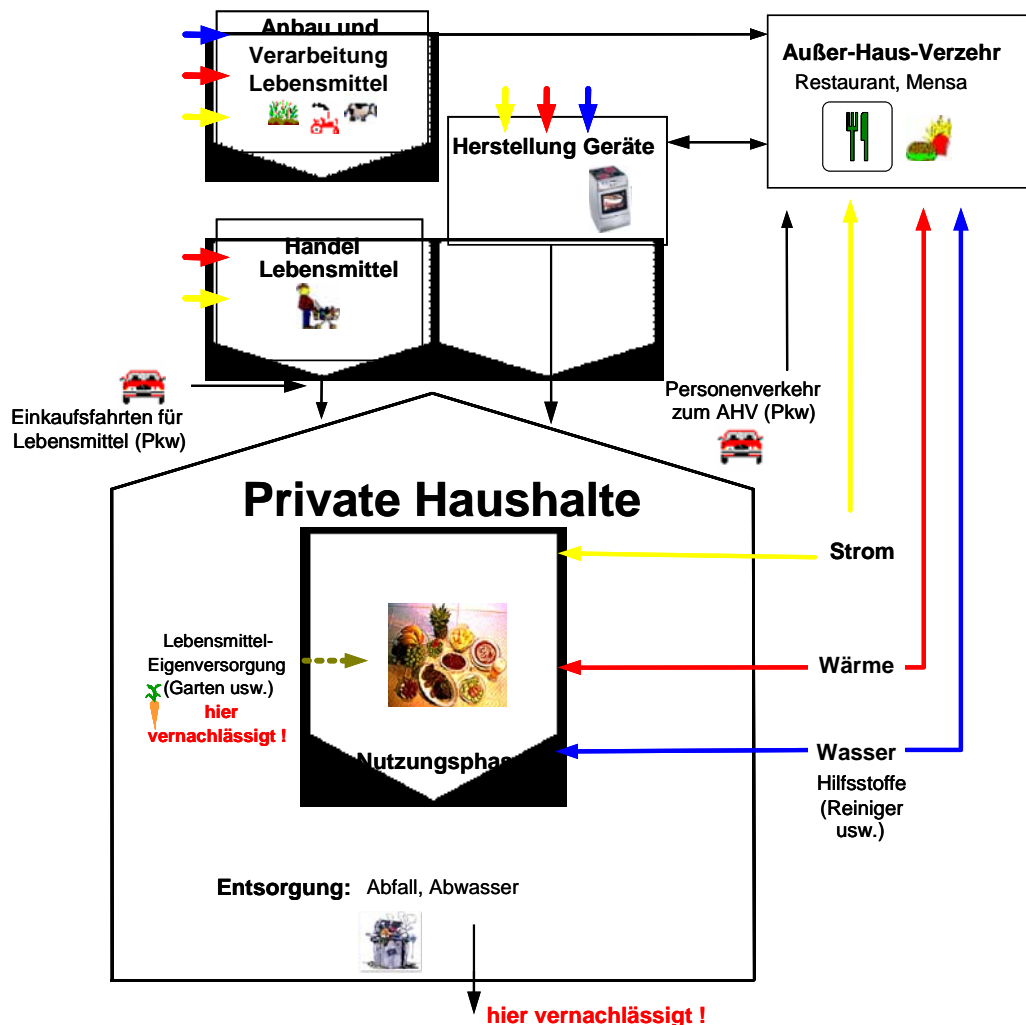 Anbau und
Verarbeitung
Lebensmittel
Außer-Haus-Verzehr
Restaurant, Mensa
Herstellung Geräte
Handel
Lebensmittel
Einkaufsfahrten für
Lebensmittel (Pkw)
Personenverkehr
zum AHV (Pkw)
Private Haushalte
Strom
Lebensmittel-
Eigenversorgung
(Garten usw.)
hier
vernachlässigt !
Wärme
Nutzungsphas
Wasser
Hilfsstoffe
(Reiniger
usw.)
Entsorgung: Abfall, Abwasser
hier vernachlässigt !